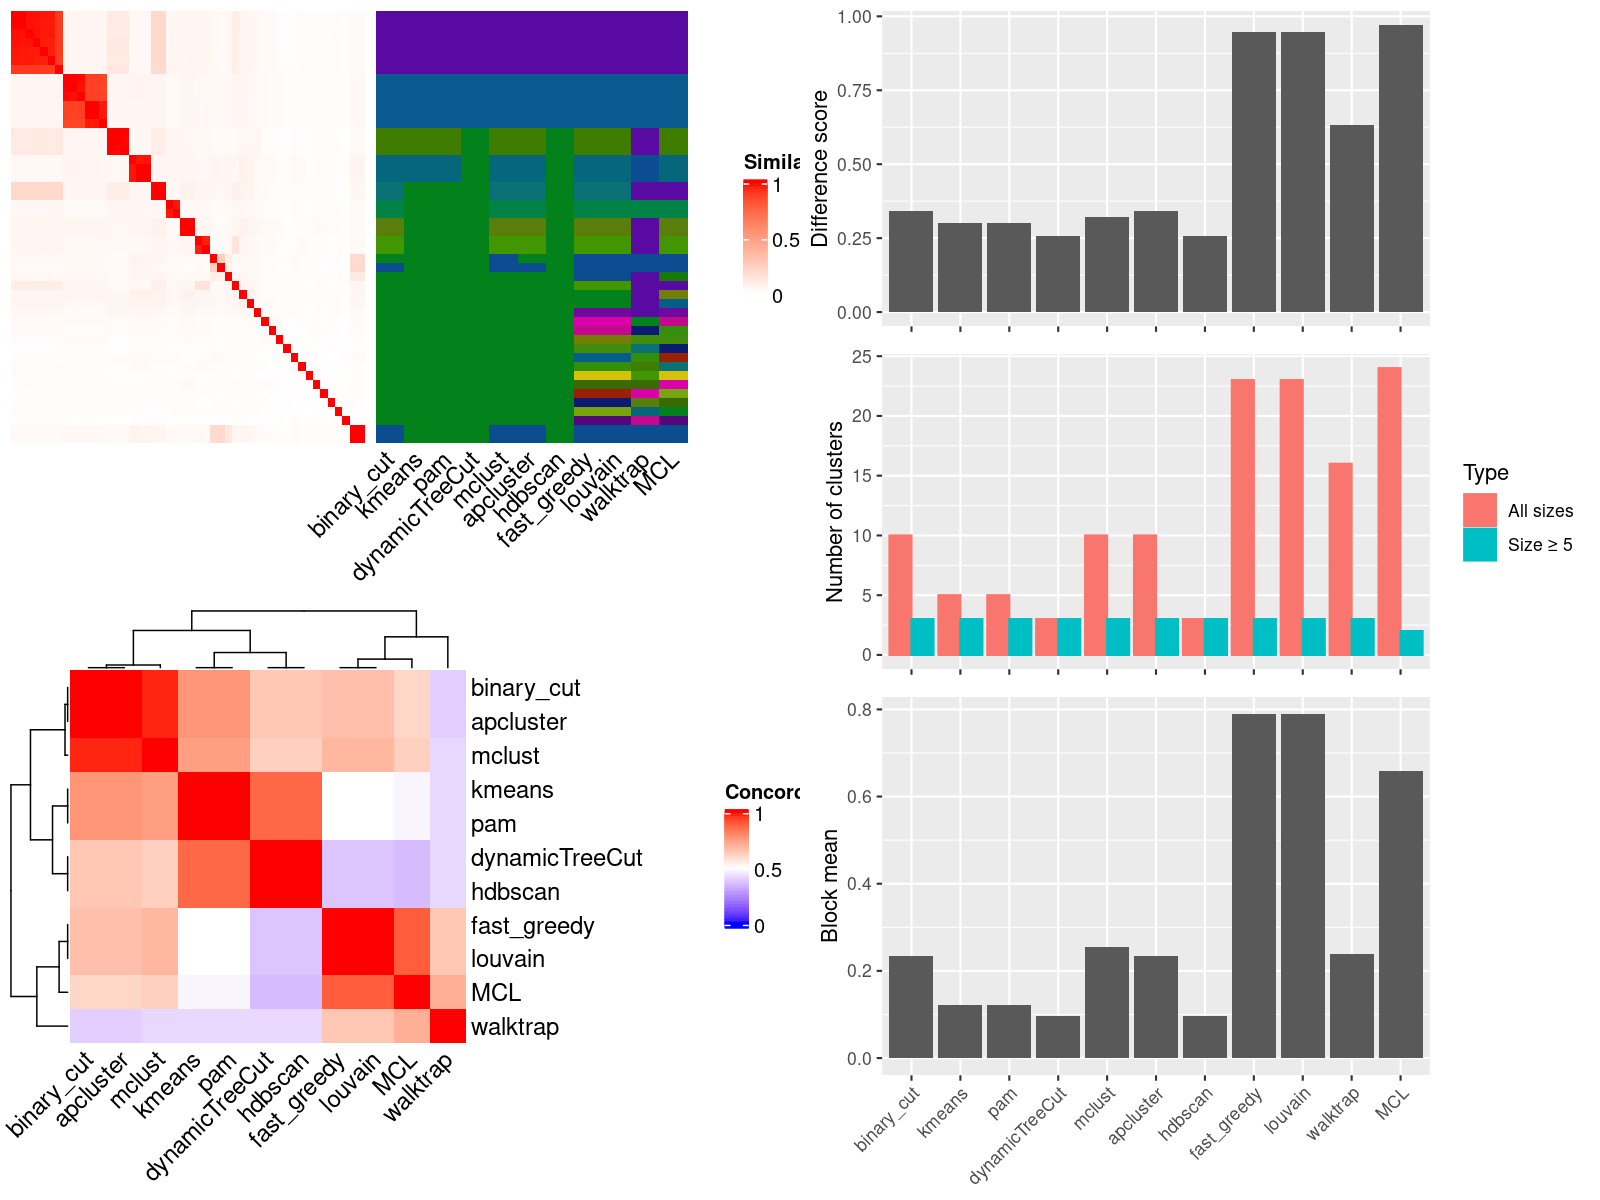 Simila
1
0.5
0
binary_cut
kmeans
pam
dynamicTreeCut
mclust
apcluster
hdbscan
fast_greedy
louvain
walktrap
MCL
binary_cut
apcluster
mclust
kmeans
pam
dynamicTreeCut
hdbscan
fast_greedy
louvain
MCL
walktrap
binary_cut
apcluster
mclust
kmeans
pam
dynamicTreeCut
hdbscan
fast_greedy
louvain
MCL
walktrap
Concord
1
0.5
0
Difference score
1.00
0.75
0.50
0.25
0.00
Number of clusters
25
20
15
10
5
0
Type
All sizes
Size ≥ 5
Block mean
0.8
0.6
0.4
0.2
0.0
binary_cut
kmeans
pam
dynamicTreeCut
mclust
apcluster
hdbscan
fast_greedy
louvain
walktrap
MCL